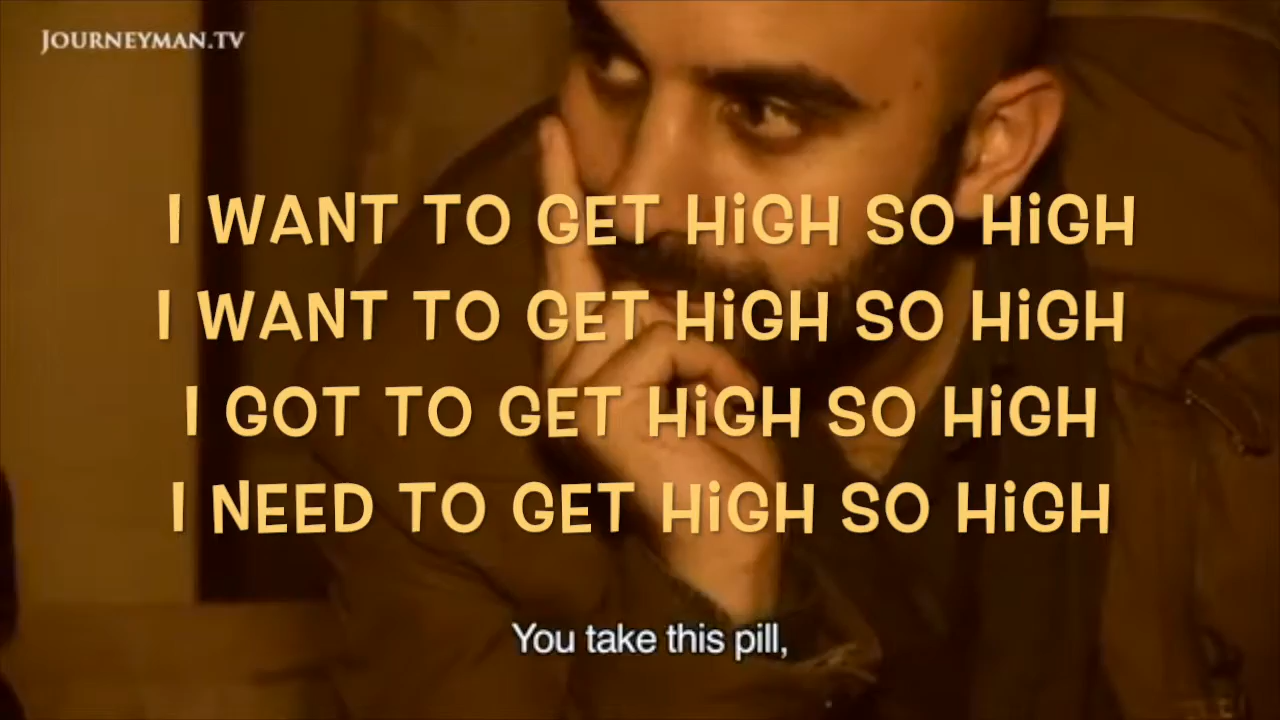 JOURNEYMAN.TV
I WANT TO GET HiGH SO HiGH
I WANT TO GET HiGH SO HiGH
I GOT TO GET HiGH SO HiGH
I NEED TO GET HiGH SO HiGH
You take this pill,